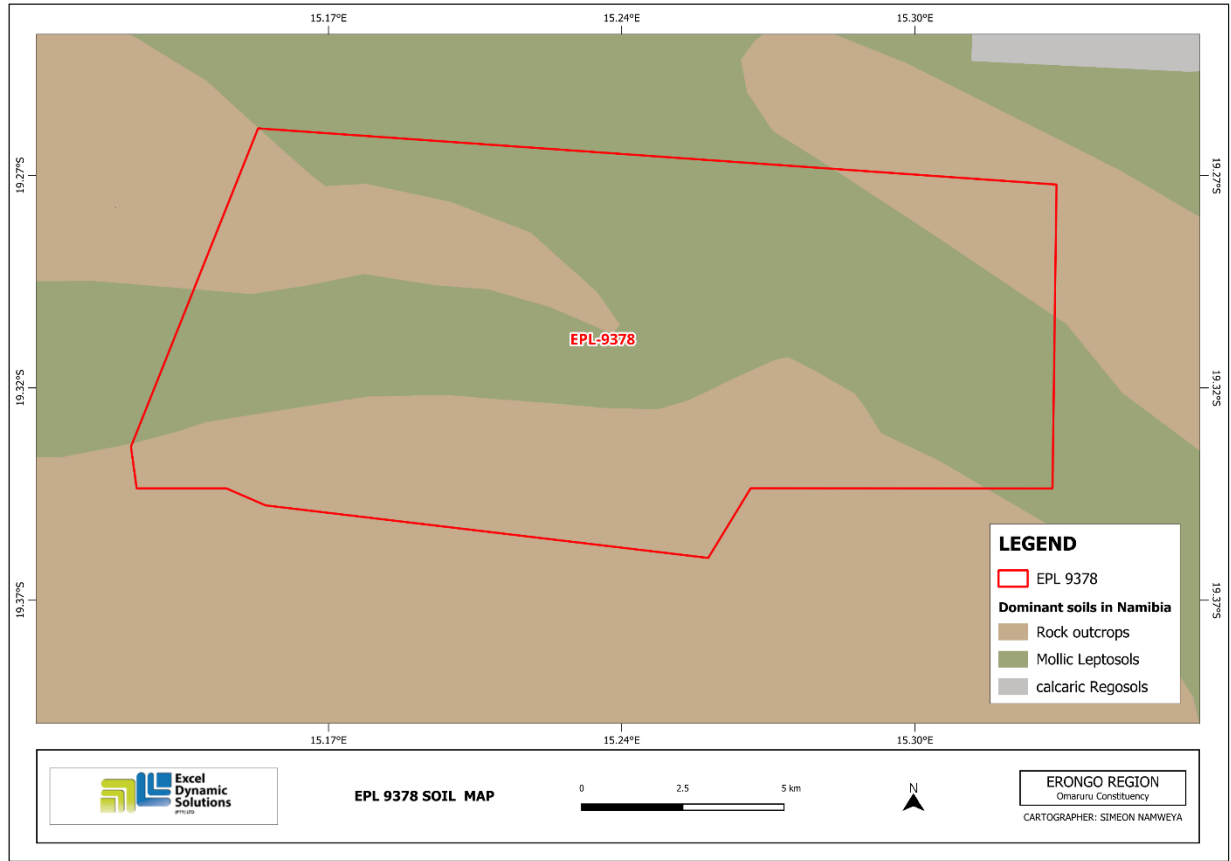 15.17°E
15.24°E
15.30°E
19.27°S
19.27°S
EPL-9378
19.32°S
19.32°S
19.37°S
19.37°S
LEGEND
EPL 9378
Dominant soils in Namibia
Rock outcrops
Mollic Leptosols
calcaric Regosols
15.17°E
15.24°E
15.30°E
Excel
Dynamic
Solutions
(PTY) LTD
EPL 9378 SOIL MAP
0
2.5
5 km
N
ERONGO REGION
Omaruru Constituency
CARTOGRAPHER: SIMEON NAMWEYA